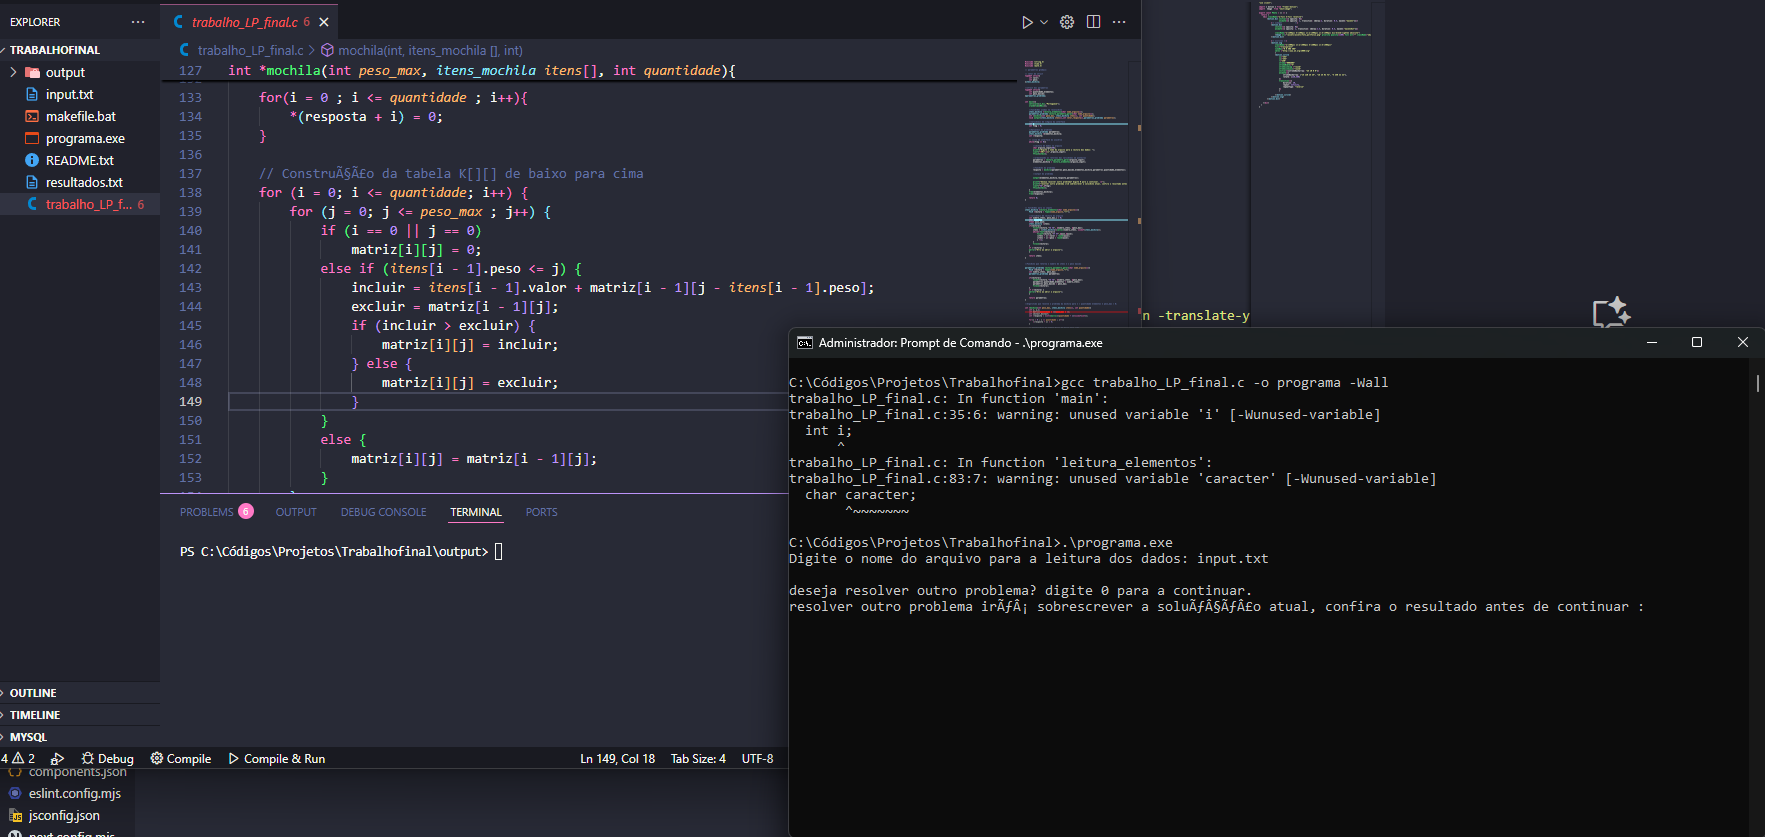 EXPLORER
TRABALHOFINAL
output
input.txt
makefile.bat
programa.exe
README.txt
resultados.txt
trabalho_LP_f... 6
OUTLINE
TIMELINE
MYSQL
trabalho_LP_final.c 6
trabalho_LP_final.c > mochila(int, itens_mochila [], int)
127 int *mochila(int peso_max, itens_mochila itens[], int quantidade){
133 for(i = 0 ; i <= quantidade ; i++){
134 *(resposta + i) = 0;
135 }
136
137 // ConstruÃ§Ã£o da tabela K[][] de baixo para cima
138 for (i = 0; i <= quantidade; i++) {
139 for (j = 0; j <= peso_max ; j++) {
140 if (i == 0 || j == 0)
141 matriz[i][j] = 0;
142 else if (itens[i - 1].peso <= j) {
143 incluir = itens[i - 1].valor + matriz[i - 1][j - itens[i - 1].peso];
144 excluir = matriz[i - 1][j];
145 if (incluir > excluir) {
146 matriz[i][j] = incluir;
147 } else {
148 matriz[i][j] = excluir;
149 }
150 }
151 else {
152 matriz[i][j] = matriz[i - 1][j];
153 }
PROBLEMS 6 OUTPUT DEBUG CONSOLE TERMINAL PORTS
PS C:\Códigos\Projetos\Trabalhofinal\output>
4 2 Debug Compile Compile & Run Ln 149, Col 18 Tab Size: 4 UTF-8
components.json
eslint.config.mjs
jsconfig.json
next.config.mjs
n -translate-y
Administrador: Prompt de Comando - .\programa.exe
C:\Códigos\Projetos\Trabalhofinal>gcc trabalho_LP_final.c -o programa -Wall
trabalho_LP_final.c: In function 'main':
trabalho_LP_final.c:35:6: warning: unused variable 'i' [-Wunused-variable]
int i;
^
trabalho_LP_final.c: In function 'leitura_elementos':
trabalho_LP_final.c:83:7: warning: unused variable 'caracter' [-Wunused-variable]
char caracter;
^~~~~~~~
C:\Códigos\Projetos\Trabalhofinal>.\programa.exe
Digite o nome do arquivo para a leitura dos dados: input.txt
deseja resolver outro problema? digite 0 para a continuar.
resolver outro problema irÃƒÂ¡ sobrescrever a soluÃƒÂ§ÃƒÂ£o atual, confira o resultado antes de continuar :